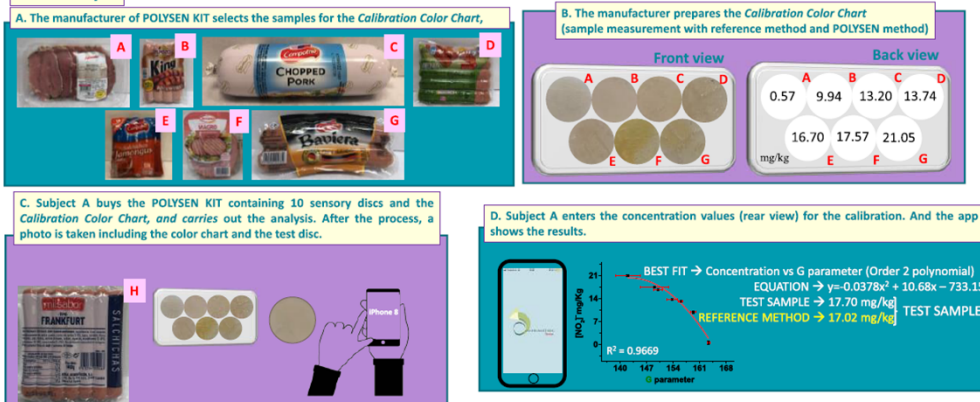 A. The manufacturer of POLYSEN KIT selects the samples for the Calibration Color Chart,
A
B
C
D
King
Campofrío
CHOPPED
PORK
E
F
G
Baviera
B. The manufacturer prepares the Calibration Color Chart
(sample measurement with reference method and POLYSEN method)
Front view
Back view
A B C D
A B C D
0.57 9.94 13.20 13.74
16.70 17.57 21.05
mg/kg
E F G
E F G
C. Subject A buys the POLYSEN KIT containing 10 sensory discs and the
Calibration Color Chart, and carries out the analysis. After the process, a
photo is taken including the color chart and the test disc.
H
FRANKFURT
SALCHICHAS
iPhone 8
D. Subject A enters the concentration values (rear view) for the calibration. And the app
shows the results.
BEST FIT → Concentration vs G parameter (Order 2 polynomial)
EQUATION → y=-0.0378x² + 10.68x – 733.15
TEST SAMPLE → 17.70 mg/kg
REFERENCE METHOD → 17.02 mg/kg
TEST SAMPLE
[NO₂⁻] mg/Kg
21
14
7
0
R² = 0.9669
140 147 154 161 168
G parameter